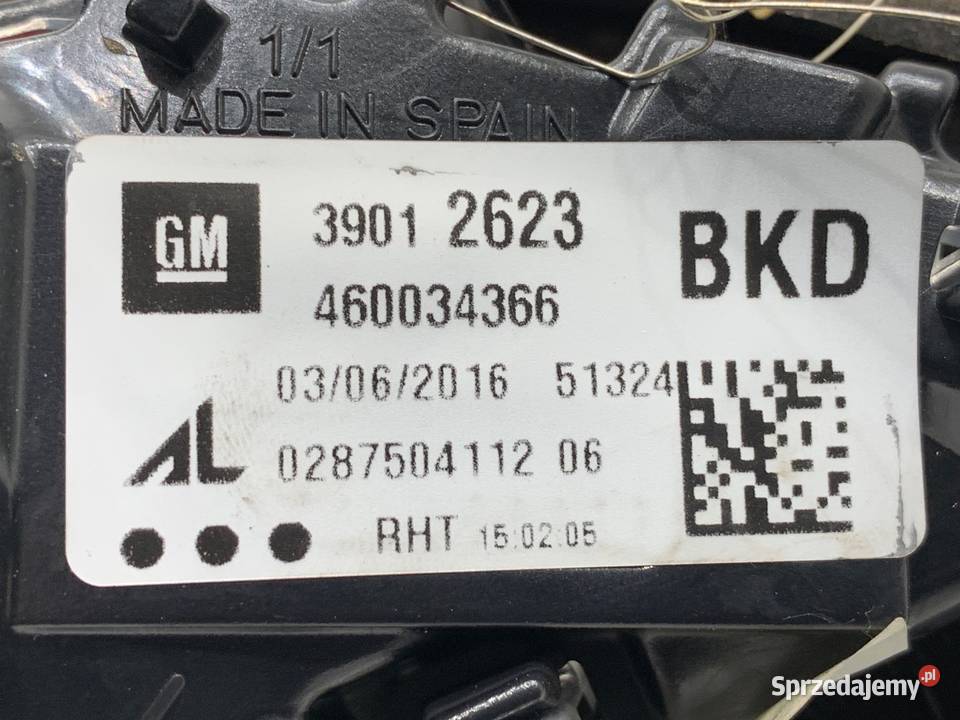 1/1
MADE IN SPAIN
GM
3901 2623
BKD
460034366
03/06/2016 51324
AL
0287504112 06
RHT 15:02:05
Sprzedajemy.pl